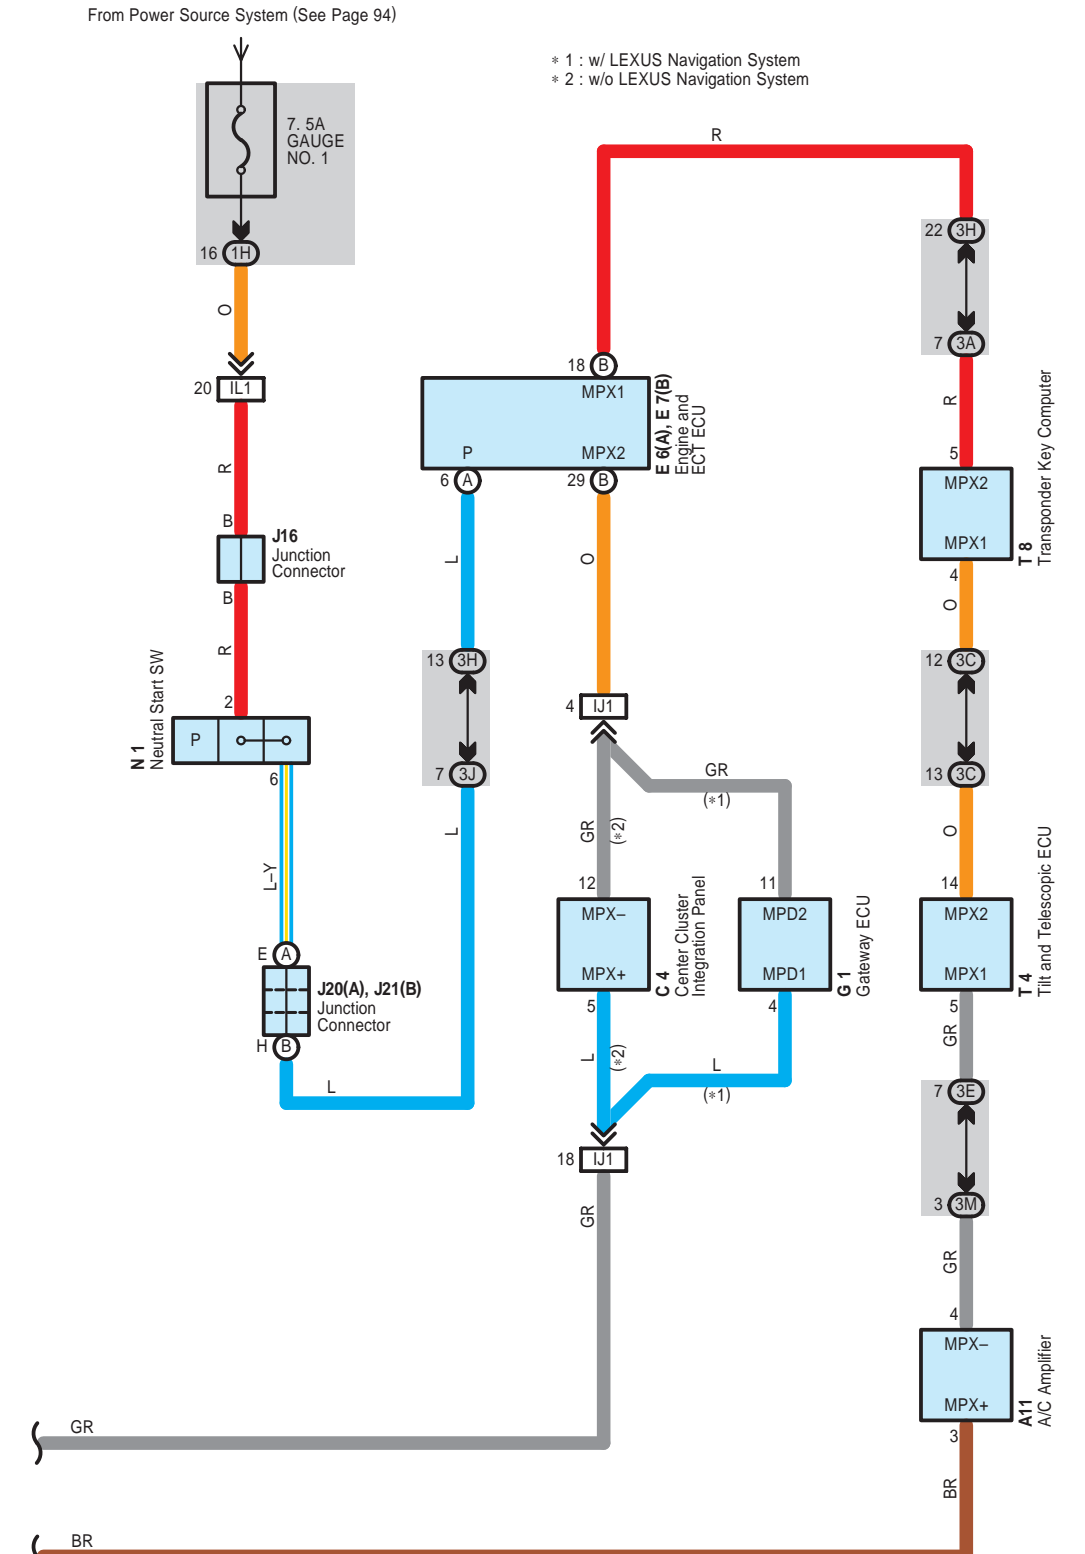 From Power Source System (See Page 94)
∗ 1 : w/ LEXUS Navigation System
∗ 2 : w/o LEXUS Navigation System
7. 5A
GAUGE
NO. 1
16 1H
O
20 IL1
R
B
J16
Junction
Connector
B
R
2
N 1
Neutral Start SW
P
6
L–Y
E A
J20(A), J21(B)
Junction
Connector
H B
L
R
18 B
MPX1
P MPX2
E 6(A), E 7(B)
Engine and
ECT ECU
6 A
29 B
L
O
13 3H
7 3J
L
4 IJ1
GR
(∗1)
GR
(∗2)
12
11
MPX–
MPX+
C 4
Center Cluster
Integration Panel
MPD2
MPD1
G 1
Gateway ECU
5
4
L
(∗2)
L
(∗1)
18 IJ1
GR
GR
22 3H
7 3A
R
5
MPX2
MPX1
T 8
Transponder Key Computer
4
O
12 3C
13 3C
O
14
MPX2
MPX1
T 4
Tilt and Telescopic ECU
5
GR
7 3E
3 3M
GR
4
MPX–
MPX+
A11
A/C Amplifier
3
BR
BR